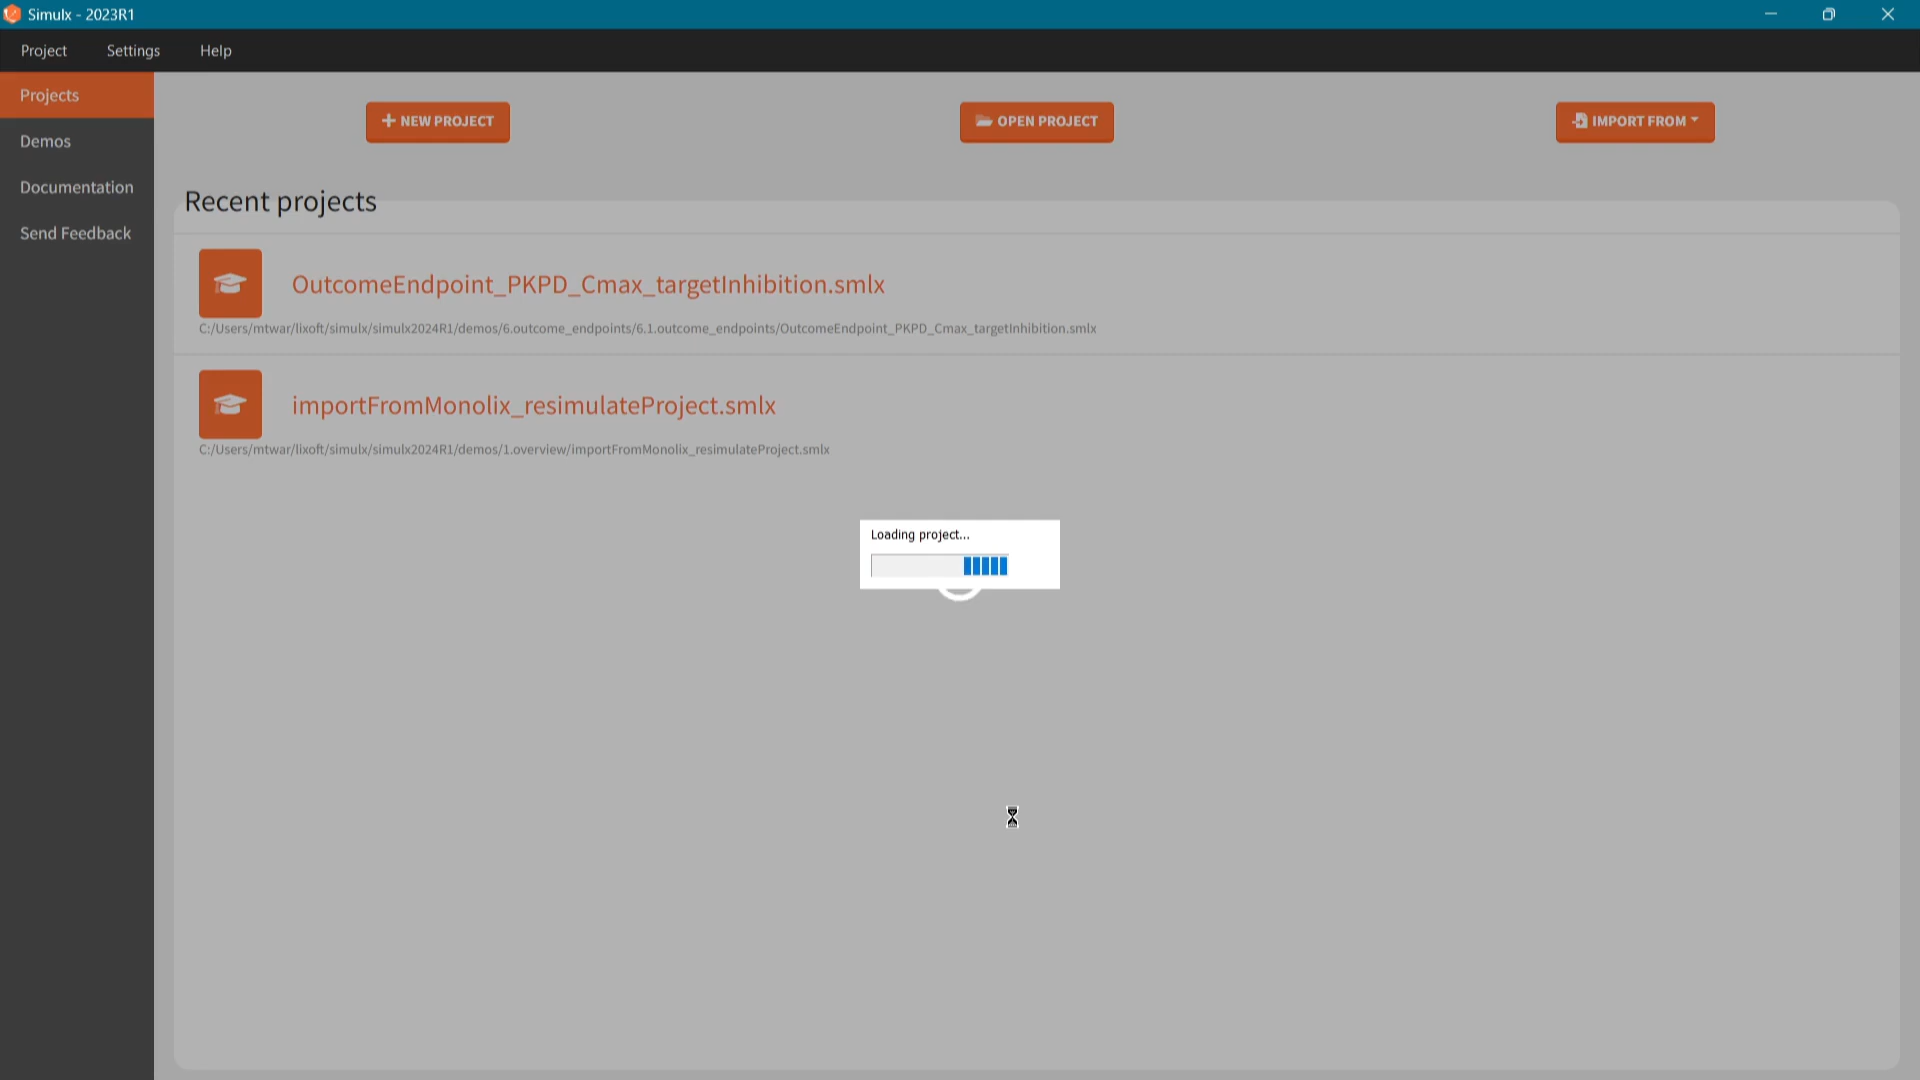 Simulx - 2023R1
Project Settings Help
Projects
Demos
Documentation
Send Feedback
NEW PROJECT
OPEN PROJECT
IMPORT FROM
Recent projects
OutcomeEndpoint_PKPD_Cmax_targetInhibition.smlx
C:/Users/mtwar/lixoft/simulx/simulx2024R1/demos/6.outcome_endpoints/6.1.outcome_endpoints/OutcomeEndpoint_PKPD_Cmax_targetInhibition.smlx
importFromMonolix_resimulateProject.smlx
C:/Users/mtwar/lixoft/simulx/simulx2024R1/demos/1.overview/importFromMonolix_resimulateProject.smlx
Loading project...